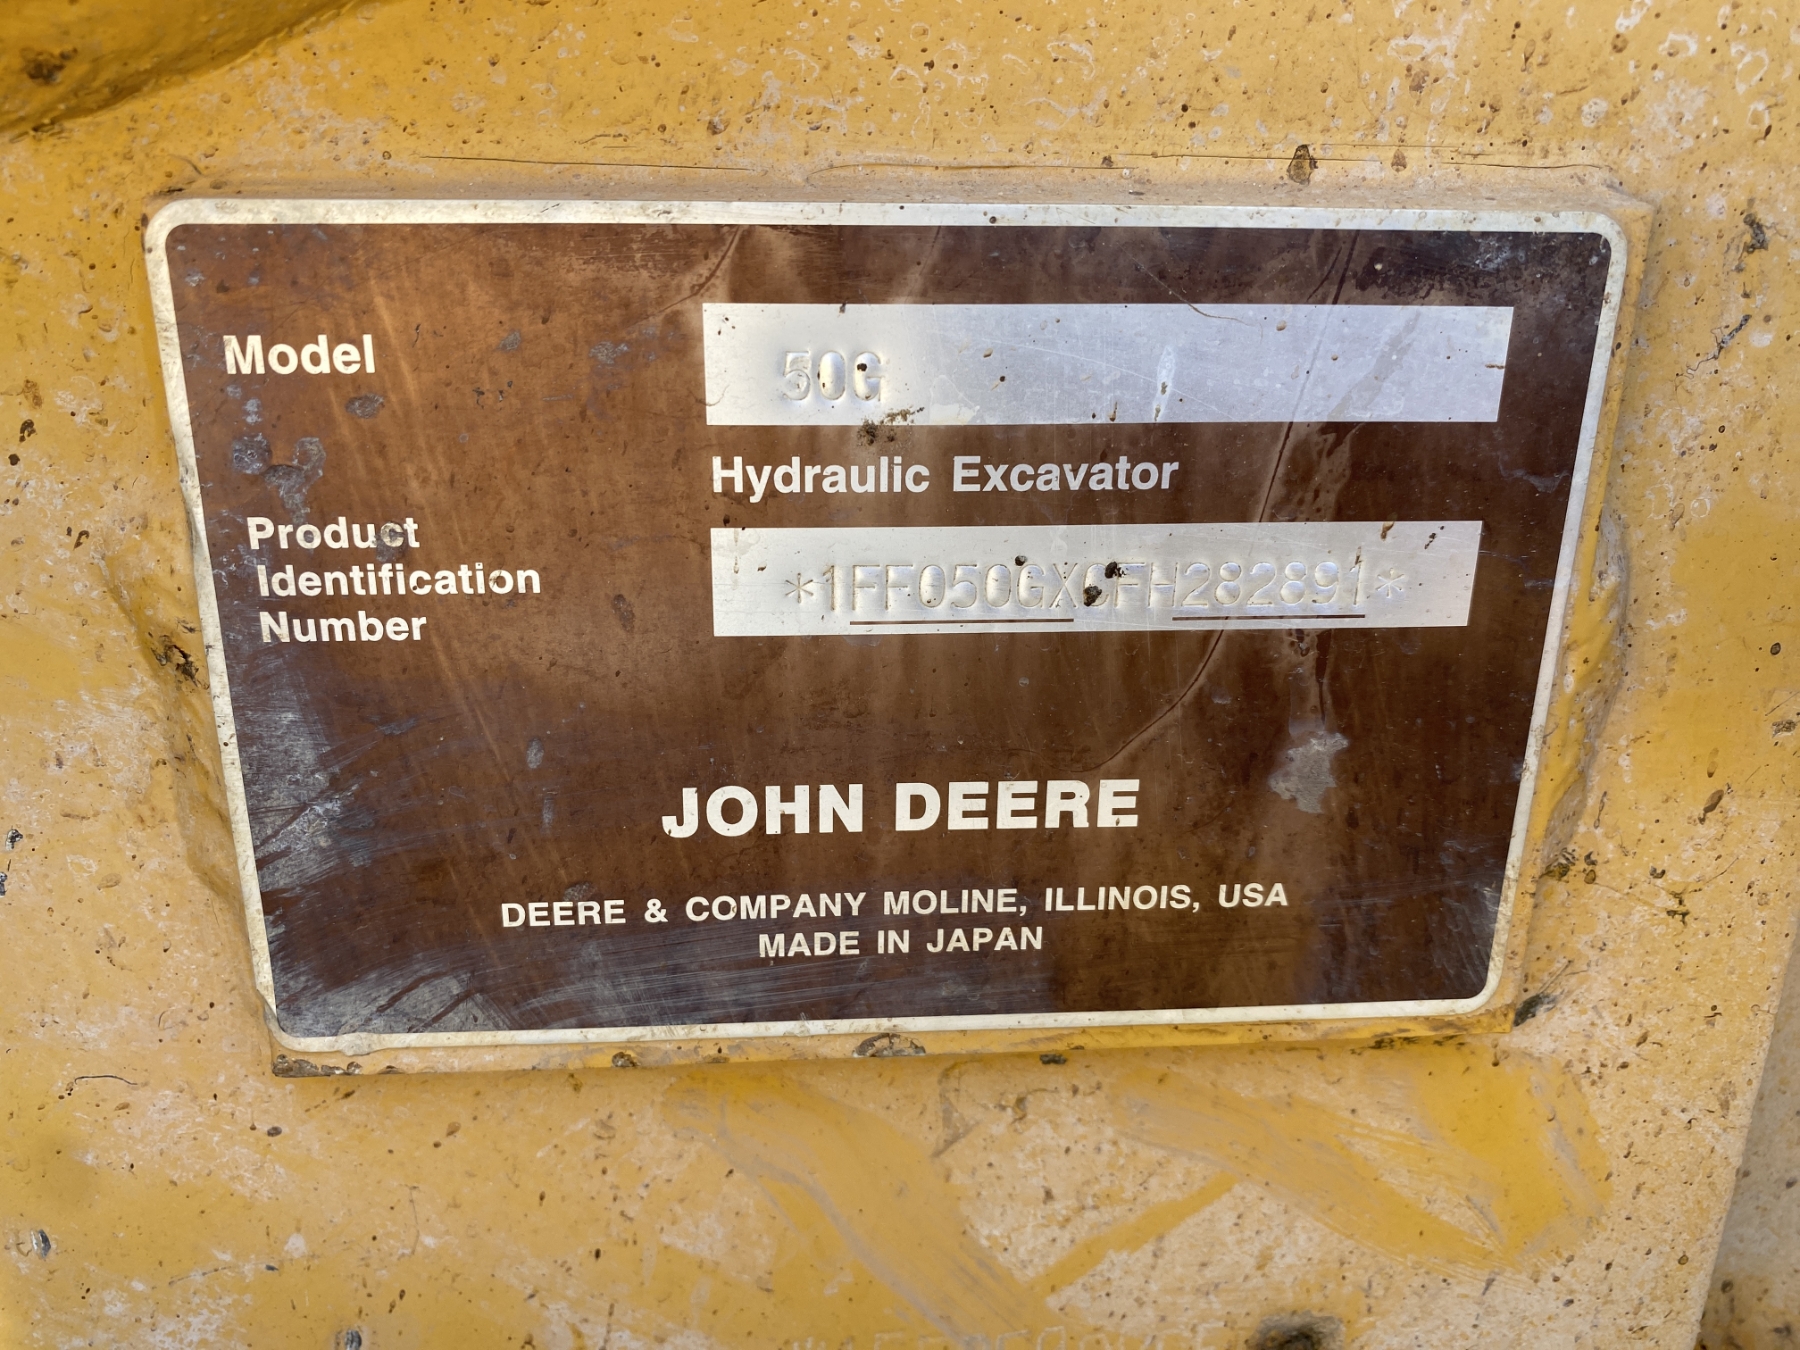 Model
50G
Hydraulic Excavator
Product
Identification
Number
*1FF050GXCFH282891*
JOHN DEERE
DEERE & COMPANY MOLINE, ILLINOIS, USA
MADE IN JAPAN